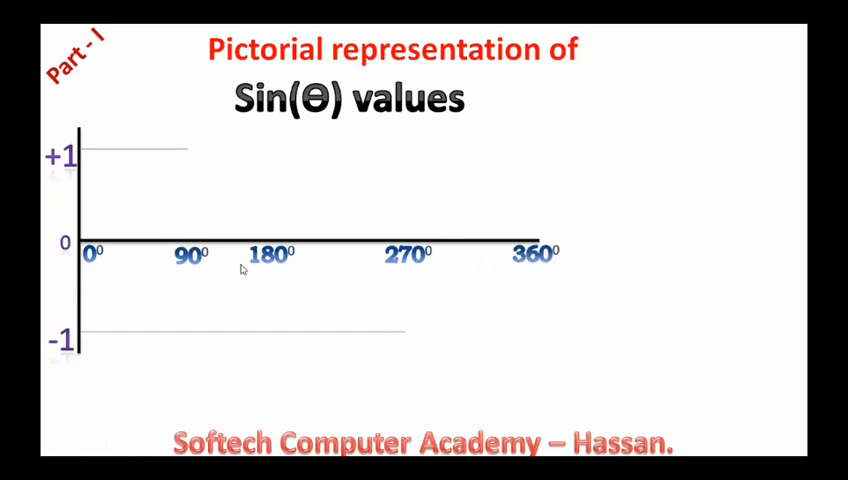 Part - I
Pictorial representation of
Sin(Ɵ) values
+1
0
0⁰ 90⁰ 180⁰ 270⁰ 360⁰
-1
Softech Computer Academy – Hassan.